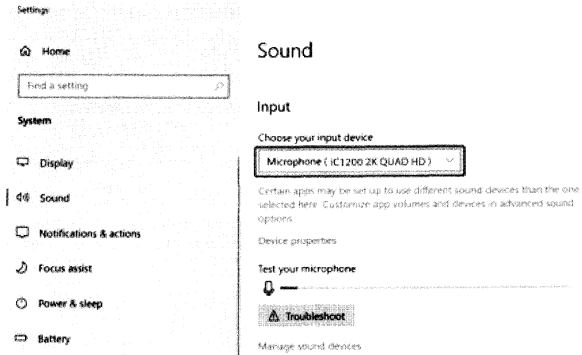 Settings
Home
Find a setting
System
Display
Sound
Notifications & actions
Focus assist
Power & sleep
Battery
Sound
Input
Choose your input device
Microphone ( iC1200 2K QUAD HD )
Certain apps may be set up to use different sound devices than the one
selected here. Customize app volumes and devices in advanced sound
options.
Device properties
Test your microphone
Troubleshoot
Manage sound devices